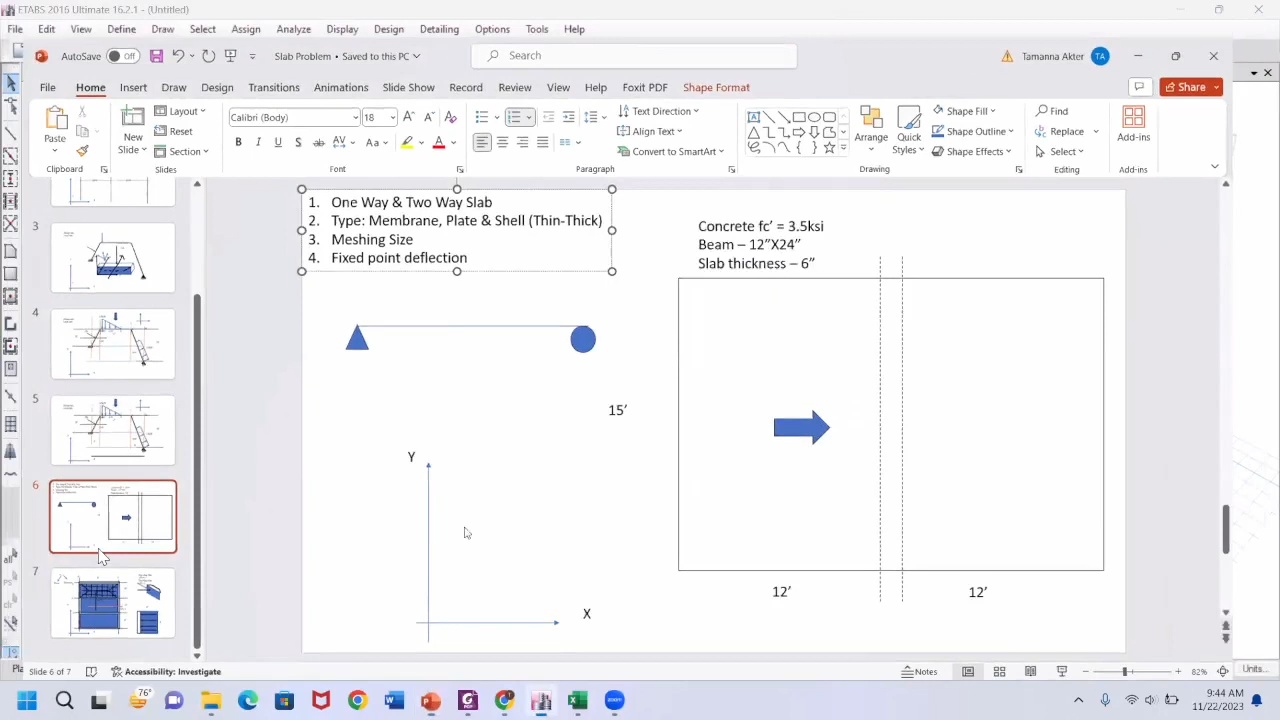 ETABS 2016 Ultimate 16.2.1 - (Untitled)
File Edit View Define Draw Select Assign Analyze Display Design Detailing Options Tools Help
AutoSave Off Slab Problem • Saved to this PC Search Tamanna Akter TA
File Home Insert Draw Design Transitions Animations Slide Show Record Review View Help Foxit PDF Shape Format Share
Paste New Slide Layout Reset Section Calibri (Body) 18 Text Direction Align Text Convert to SmartArt Arrange Quick Styles Shape Fill Shape Outline Shape Effects Find Replace Select Add-ins
Clipboard Slides Font Paragraph Drawing Editing Add-ins
1. One Way & Two Way Slab
2. Type: Membrane, Plate & Shell (Thin-Thick)
3. Meshing Size
4. Fixed point deflection
Concrete fc’ = 3.5ksi
Beam – 12”X24”
Slab thickness – 6”
15’
Y
X
12’ 12’
3
4
5
6
7
all
clr
Slide 6 of 7 Accessibility: Investigate Notes 82% Units...
76°
9:44 AM
11/22/2023